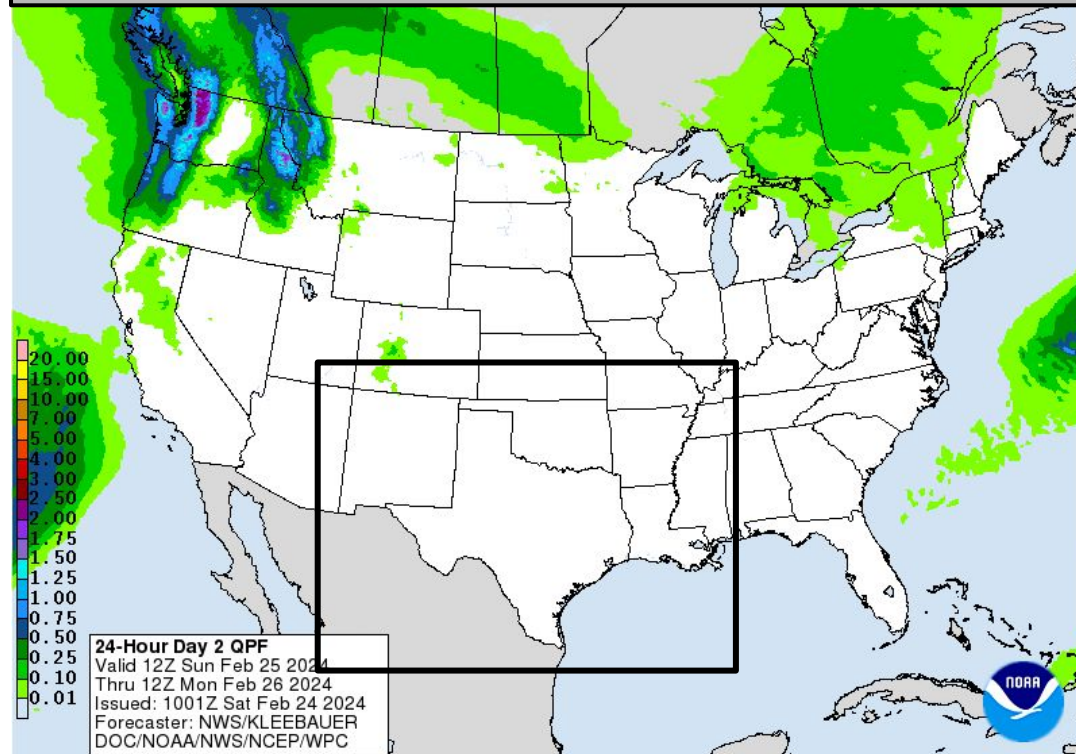 20.00
15.00
10.00
7.00
5.00
4.00
3.00
2.50
2.00
1.75
1.50
1.25
1.00
0.75
0.50
0.25
0.10
0.01
24-Hour Day 2 QPF
Valid 12Z Sun Feb 25 2024
Thru 12Z Mon Feb 26 2024
Issued: 1001Z Sat Feb 24 2024
Forecaster: NWS/KLEEBAUER
DOC/NOAA/NWS/NCEP/WPC
NOAA